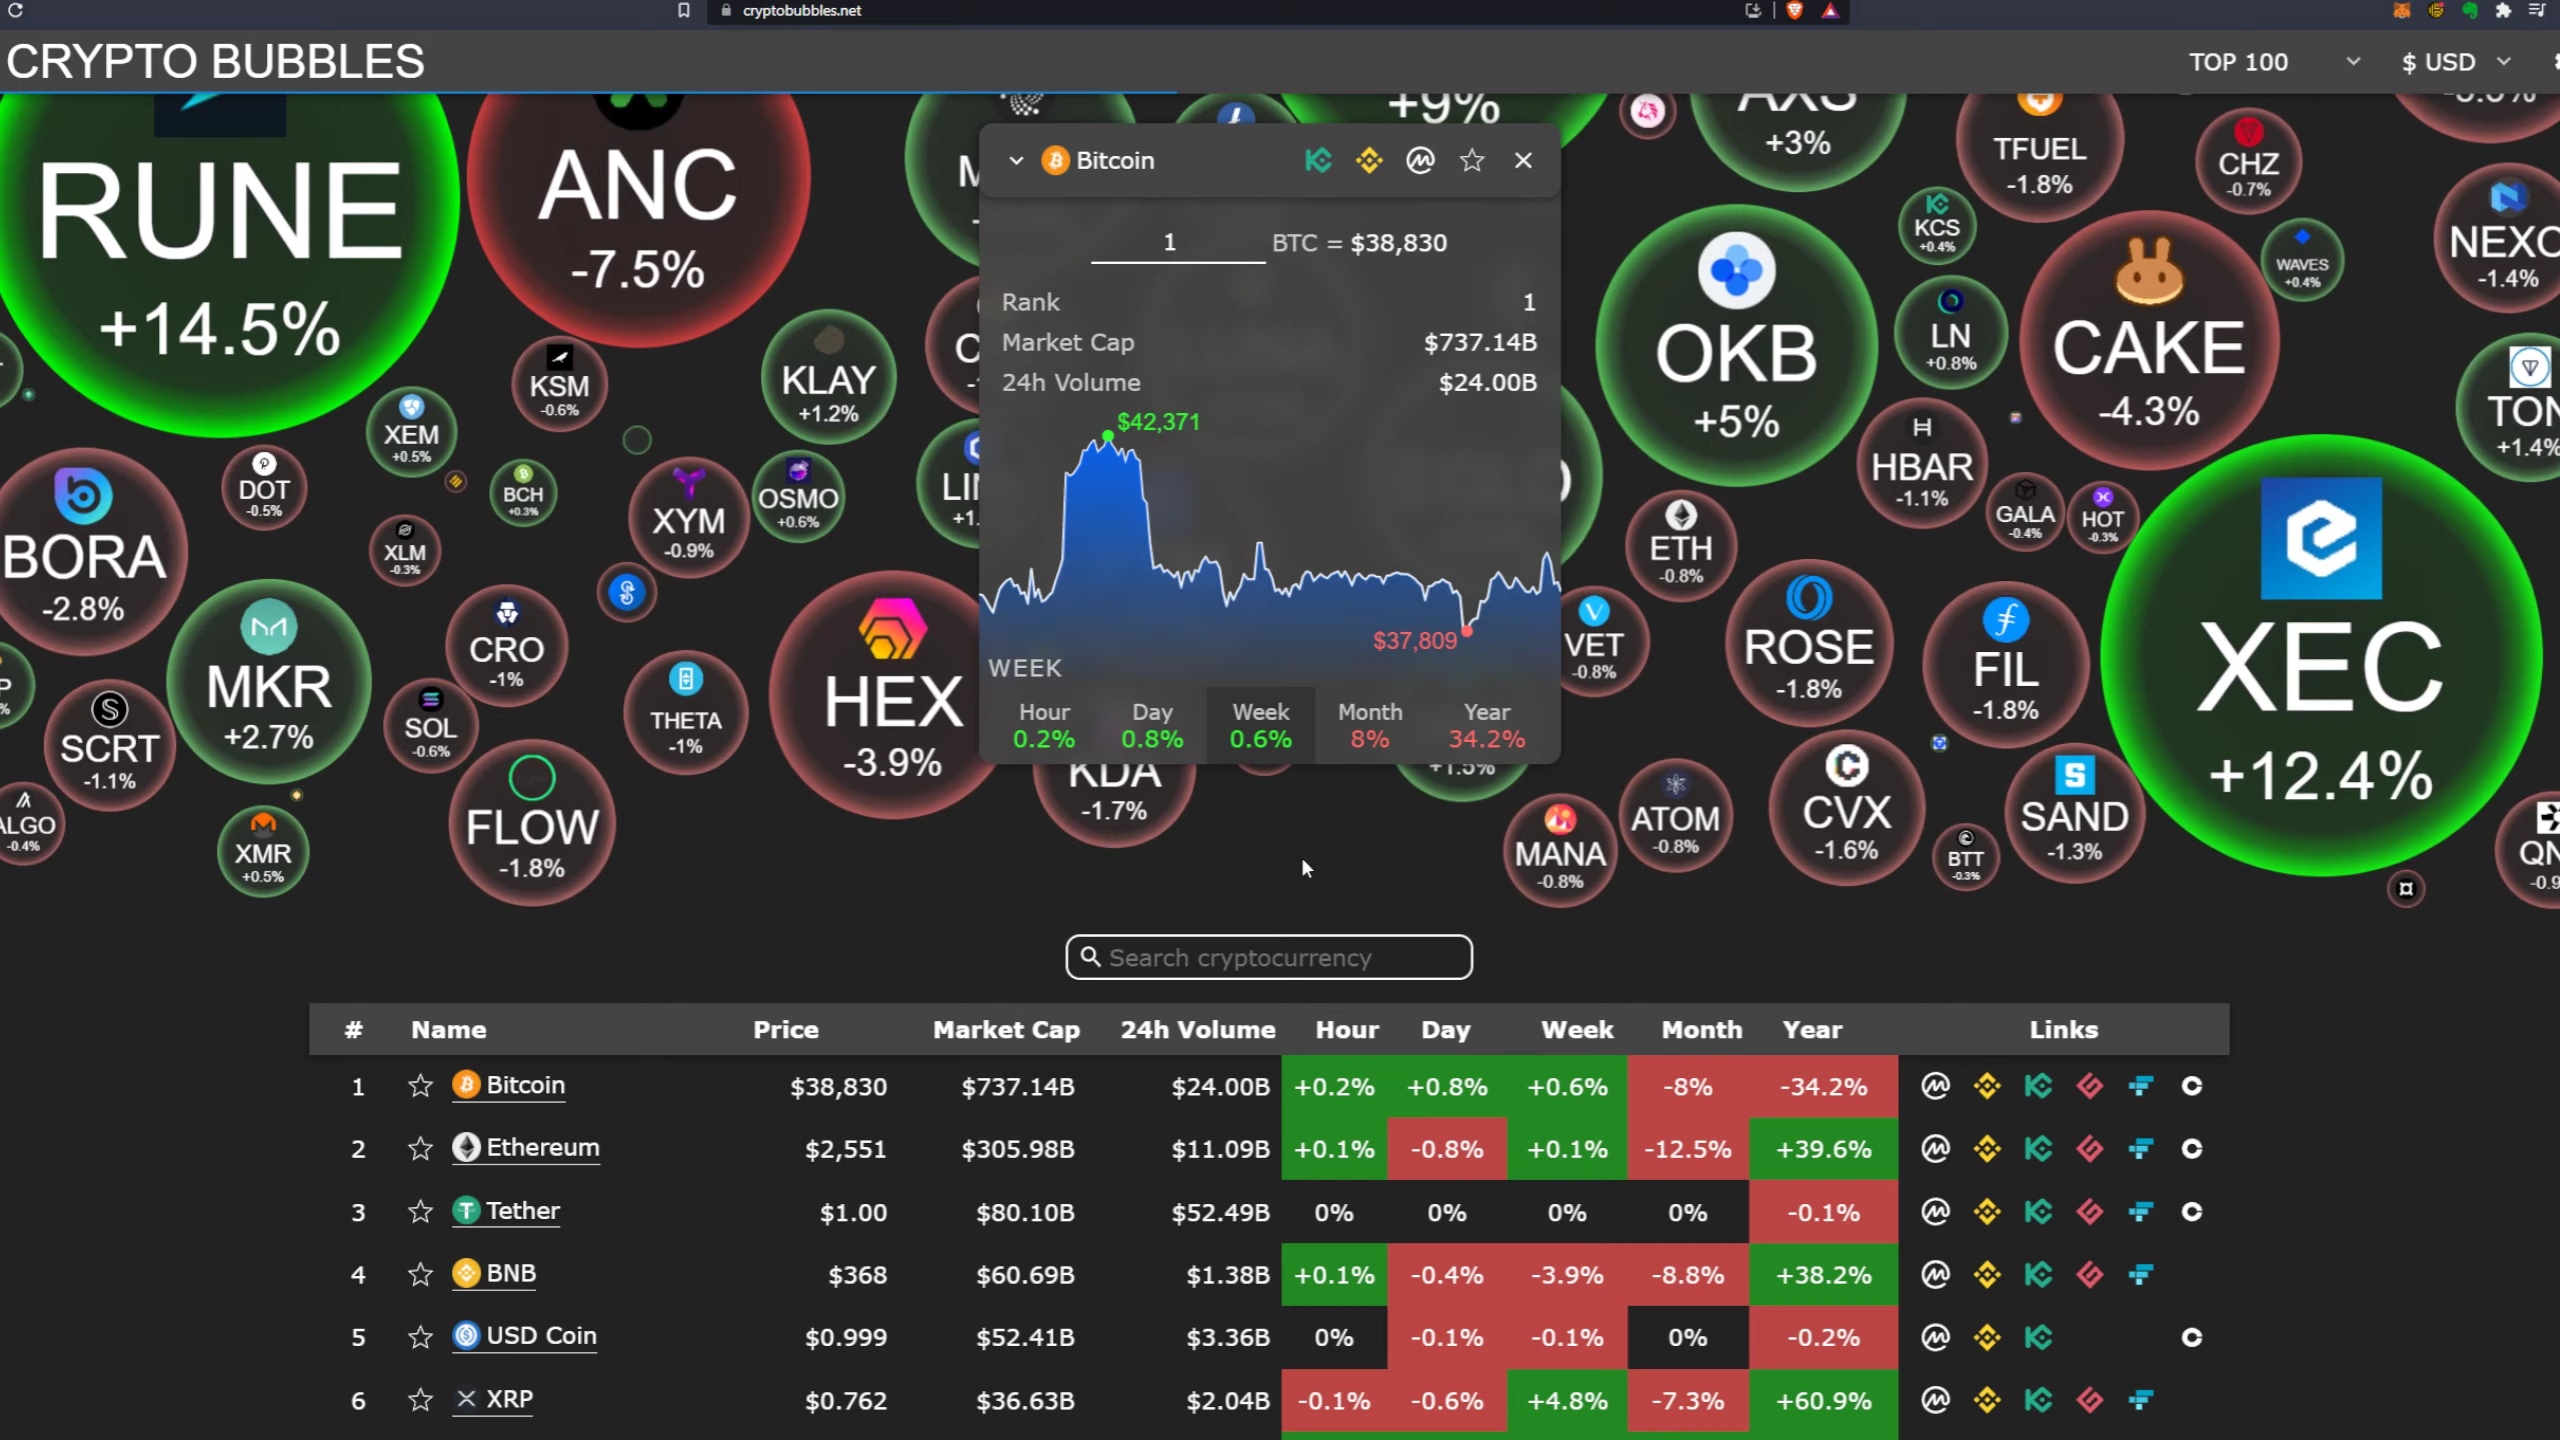 cryptobubbles.net
CRYPTO BUBBLES
TOP 100
$ USD
RUNE
+14.5%
ANC
-7.5%
+9%
AXS
+3%
TFUEL
-1.8%
CHZ
-0.7%
KCS
+0.4%
NEXO
-1.4%
WAVES
+0.4%
OKB
+5%
LN
+0.8%
CAKE
-4.3%
TON
+1.4%
KSM
-0.6%
KLAY
+1.2%
XEM
+0.5%
DOT
-0.5%
BCH
+0.3%
XYM
-0.9%
OSMO
+0.6%
XLM
-0.3%
BORA
-2.8%
MKR
+2.7%
CRO
-1%
SOL
-0.6%
SCRT
-1.1%
THETA
-1%
HEX
-3.9%
FLOW
-1.8%
ALGO
-0.4%
XMR
+0.5%
KDA
-1.7%
+1.5%
HBAR
-1.1%
GALA
-0.4%
HOT
-0.3%
ETH
-0.8%
VET
-0.8%
ROSE
-1.8%
FIL
-1.8%
XEC
+12.4%
ATOM
-0.8%
CVX
-1.6%
SAND
-1.3%
BTT
-0.3%
MANA
-0.8%
Bitcoin
1 BTC = $38,830
Rank 1
Market Cap $737.14B
24h Volume $24.00B
$42,371
$37,809
WEEK
Hour Day Week Month Year
0.2% 0.8% 0.6% 8% 34.2%
Search cryptocurrency
# Name Price Market Cap 24h Volume Hour Day Week Month Year Links
1 Bitcoin $38,830 $737.14B $24.00B +0.2% +0.8% +0.6% -8% -34.2%
2 Ethereum $2,551 $305.98B $11.09B +0.1% -0.8% +0.1% -12.5% +39.6%
3 Tether $1.00 $80.10B $52.49B 0% 0% 0% 0% -0.1%
4 BNB $368 $60.69B $1.38B +0.1% -0.4% -3.9% -8.8% +38.2%
5 USD Coin $0.999 $52.41B $3.36B 0% -0.1% -0.1% 0% -0.2%
6 XRP $0.762 $36.63B $2.04B -0.1% -0.6% +4.8% -7.3% +60.9%